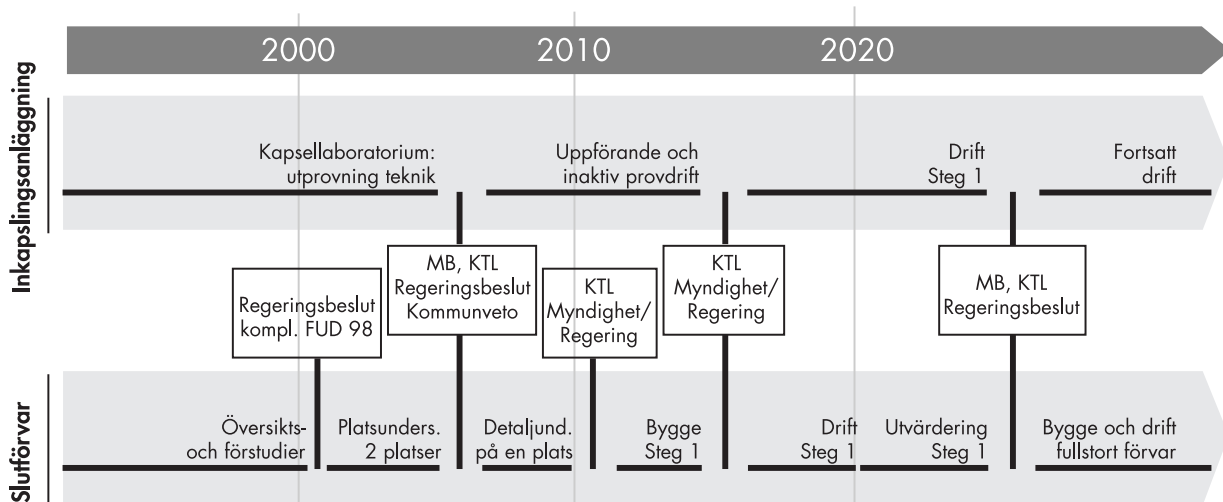 2000 2010 2020
Inkapslingsanläggning
Kapsellaboratorium:
utprovning teknik
Uppförande och
inaktiv provdrift
Drift
Steg 1
Fortsatt
drift
Regeringsbeslut
kompl. FUD 98
MB, KTL
Regeringsbeslut
Kommunveto
KTL
Myndighet/
Regering
KTL
Myndighet/
Regering
MB, KTL
Regeringsbeslut
Slutförvar
Översikts-
och förstudier
Platsunders.
2 platser
Detaljund.
på en plats
Bygge
Steg 1
Drift
Steg 1
Utvärdering
Steg 1
Bygge och drift
fullstort förvar